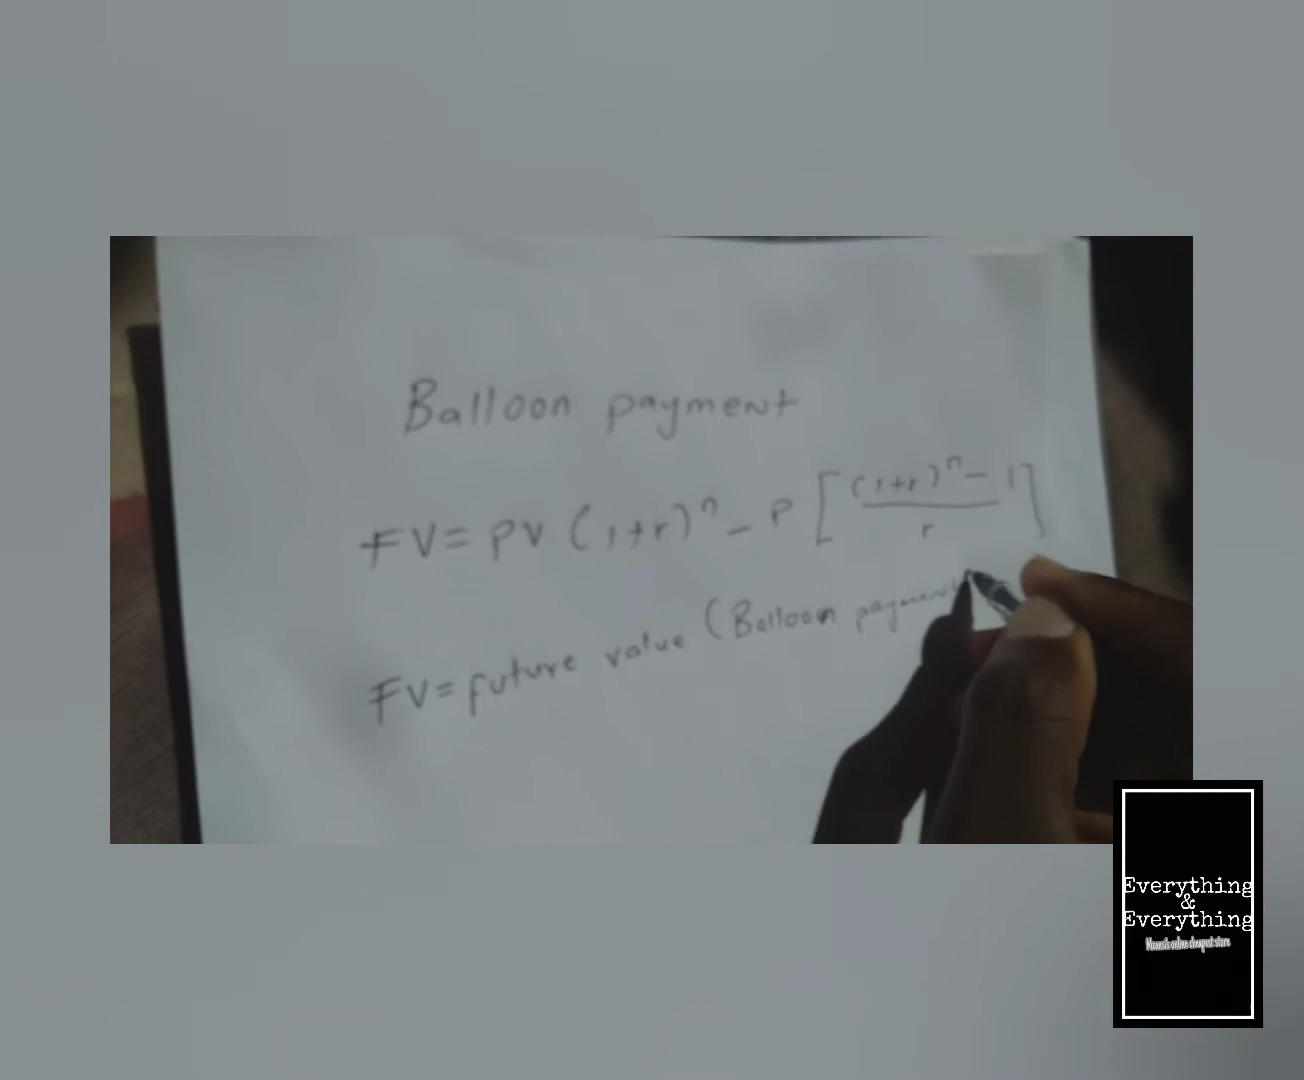 Balloon payment
FV = PV (1+r)^n - P [ ((1+r)^n - 1) / r ]
FV = future value (Balloon payment
Everything
&
Everything